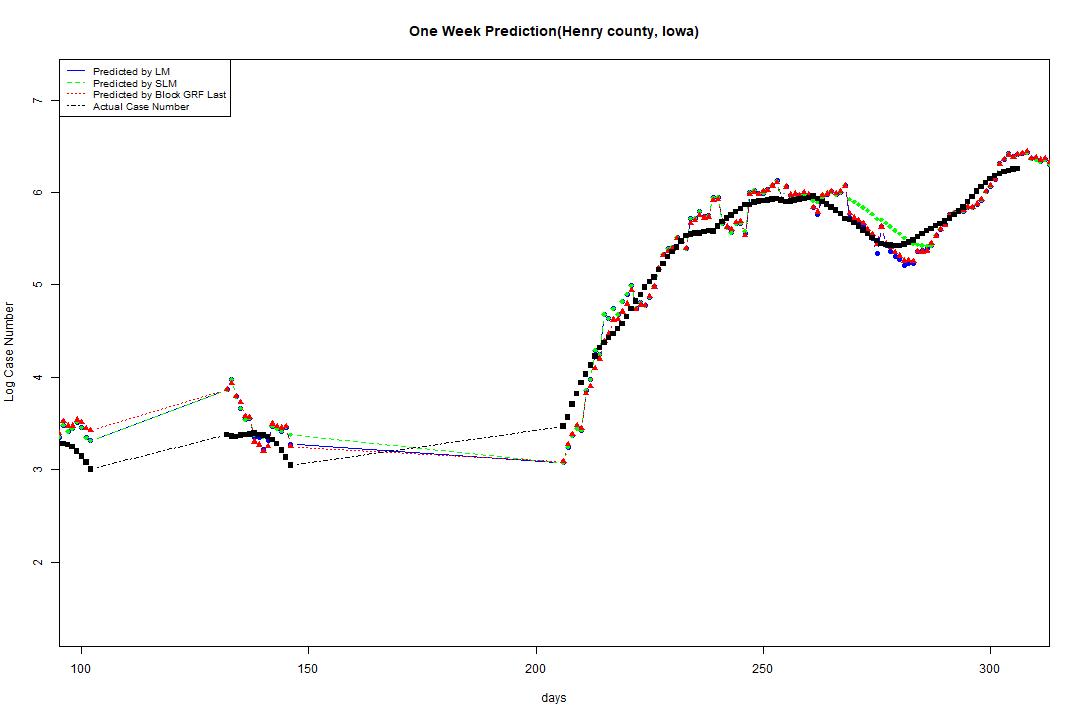 One Week Prediction(Henry county, Iowa)
Predicted by LM
Predicted by SLM
Predicted by Block GRF Last
Actual Case Number
7
6
5
4
3
2
Log Case Number
100 150 200 250 300
days